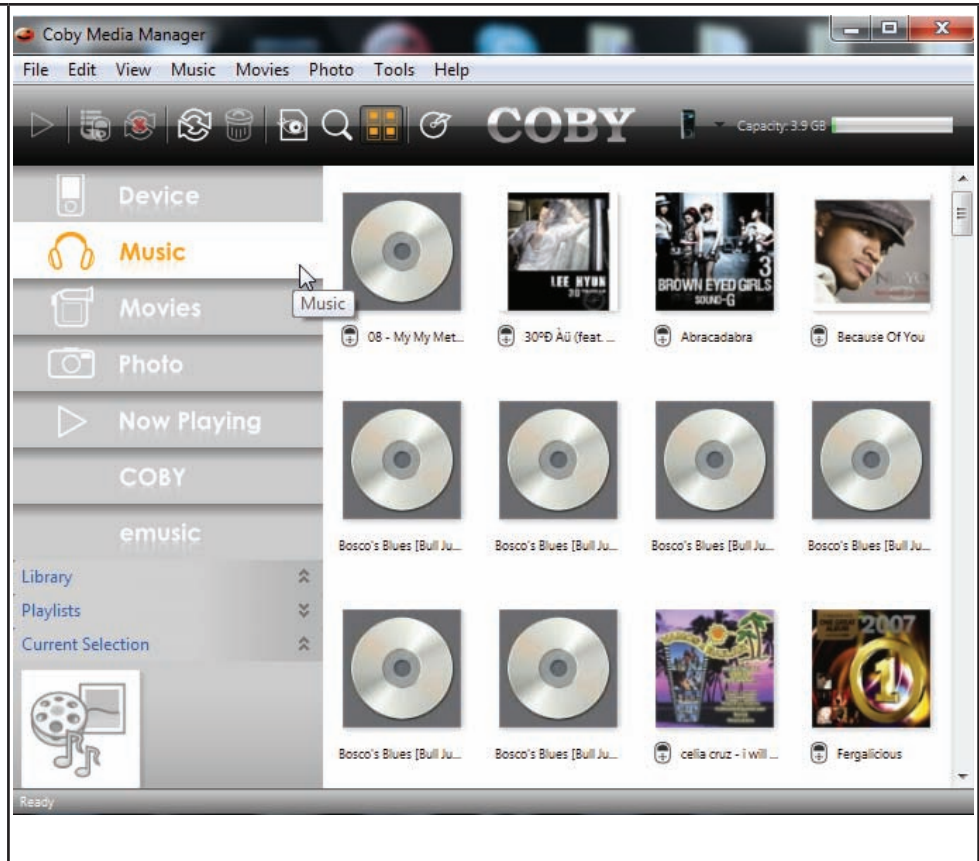 Coby Media Manager
File Edit View Music Movies Photo Tools Help
COBY Capacity: 3.9 GB
Device
Music
Music
Movies
Photo
Now Playing
COBY
emusic
Library
Playlists
Current Selection
LEE HYUN
BROWN EYED GIRLS
SOUND-G
3
NE-YO
08 - My My Met...
30ºÐ Àü (feat. ...
Abracadabra
Because Of You
Bosco's Blues [Bull Ju...
Bosco's Blues [Bull Ju...
Bosco's Blues [Bull Ju...
Bosco's Blues [Bull Ju...
2007
1
Bosco's Blues [Bull Ju...
Bosco's Blues [Bull Ju...
celia cruz - i will ...
Fergalicious
Ready